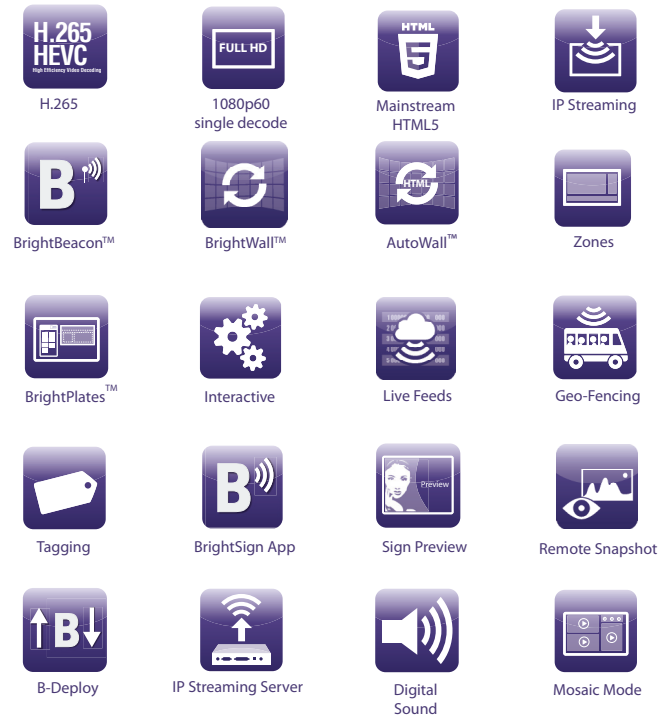 H.265
HEVC
High Efficiency Video Decoding
FULL HD
HTML
5
H.265
1080p60
single decode
Mainstream
HTML5
IP Streaming
B
HTML
BrightBeacon™
BrightWall™
AutoWall™
Zones
BrightPlates™
Interactive
Live Feeds
Geo-Fencing
B
Preview
Tagging
BrightSign App
Sign Preview
Remote Snapshot
B
B-Deploy
IP Streaming Server
Digital
Sound
Mosaic Mode